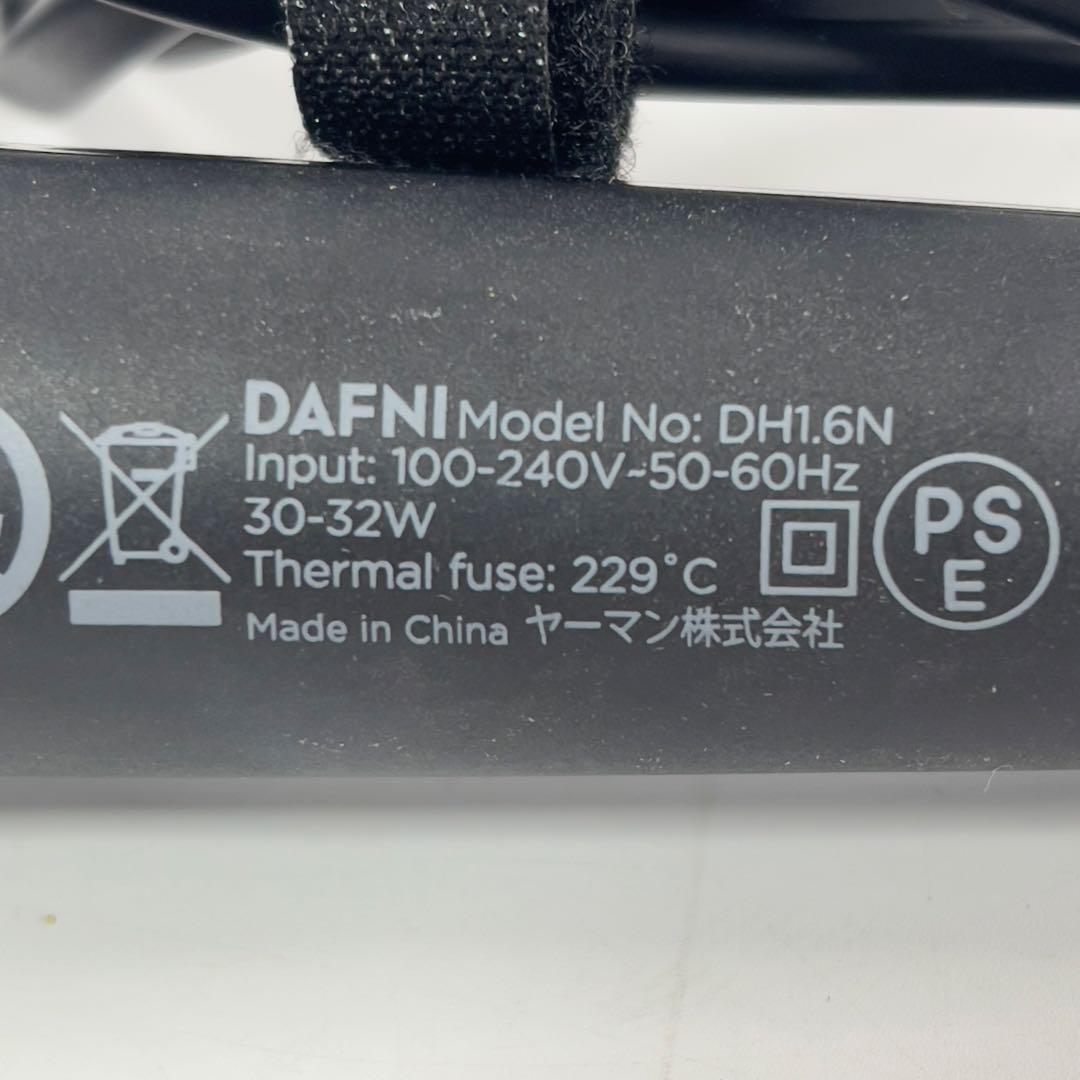 DAFNI Model No: DH1.6N
Input: 100-240V~50-60Hz
30-32W
Thermal fuse: 229°C
Made in China ヤーマン株式会社
PS
E